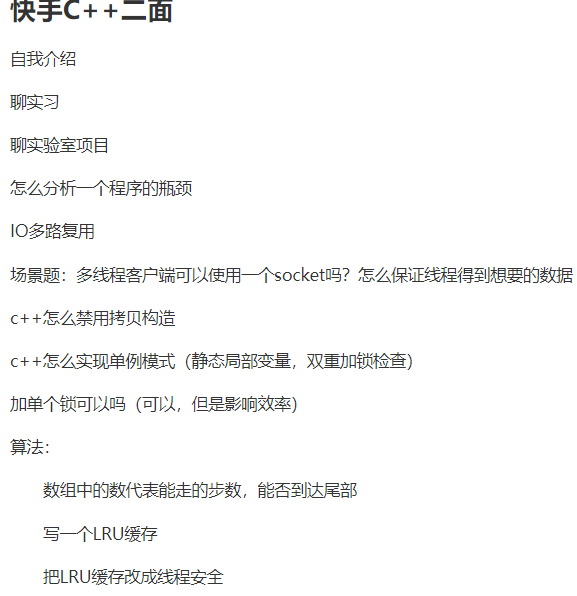 快手C++二面
自我介绍
聊实习
聊实验室项目
怎么分析一个程序的瓶颈
IO多路复用
场景题：多线程客户端可以使用一个socket吗？怎么保证线程得到想要的数据
c++怎么禁用拷贝构造
c++怎么实现单例模式（静态局部变量，双重加锁检查）
加单个锁可以吗（可以，但是影响效率）
算法：
数组中的数代表能走的步数，能否到达尾部
写一个LRU缓存
把LRU缓存改成线程安全